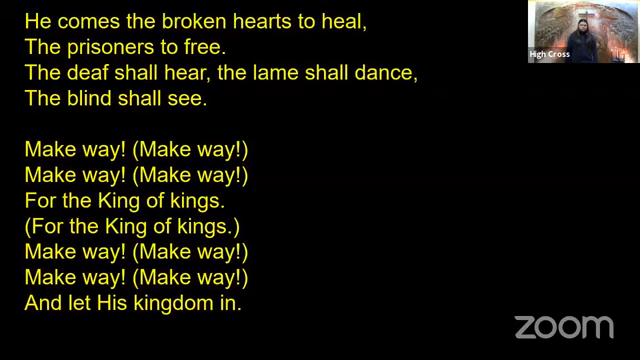 He comes the broken hearts to heal,
The prisoners to free.
The deaf shall hear, the lame shall dance,
The blind shall see.
Make way! (Make way!)
Make way! (Make way!)
For the King of kings.
(For the King of kings.)
Make way! (Make way!)
Make way! (Make way!)
And let His kingdom in.
High Cross
zoom